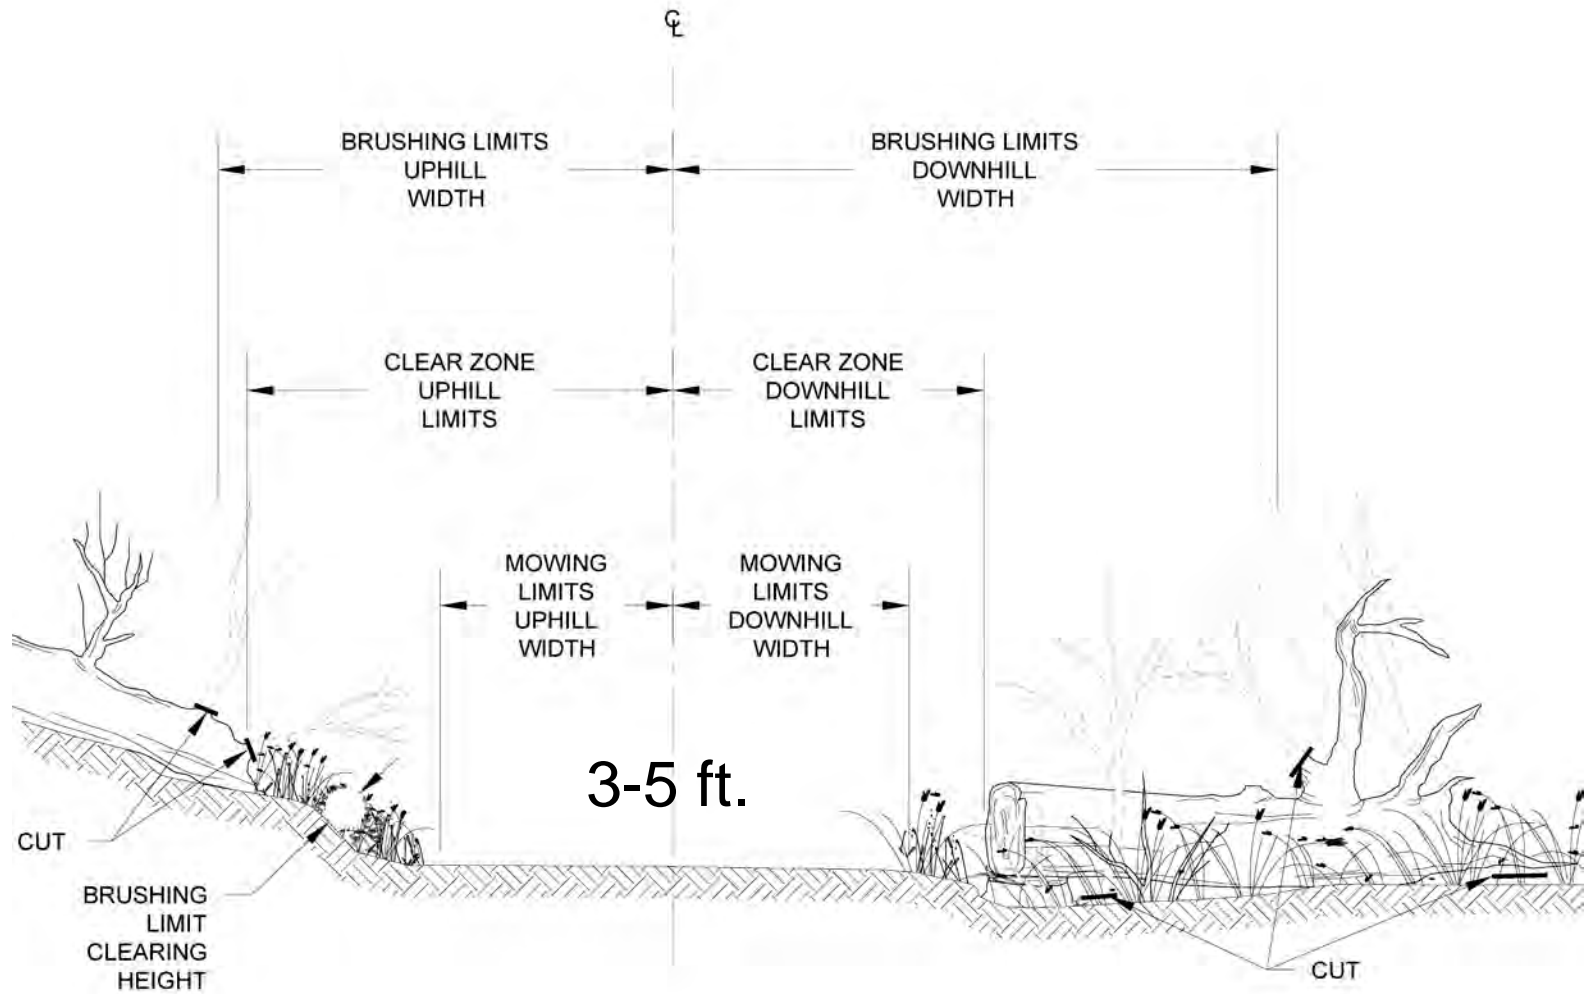 ℄
BRUSHING LIMITS
UPHILL
WIDTH
BRUSHING LIMITS
DOWNHILL
WIDTH
CLEAR ZONE
UPHILL
LIMITS
CLEAR ZONE
DOWNHILL
LIMITS
MOWING
LIMITS
UPHILL
WIDTH
MOWING
LIMITS
DOWNHILL
WIDTH
3-5 ft.
CUT
BRUSHING
LIMIT
CLEARING
HEIGHT
CUT